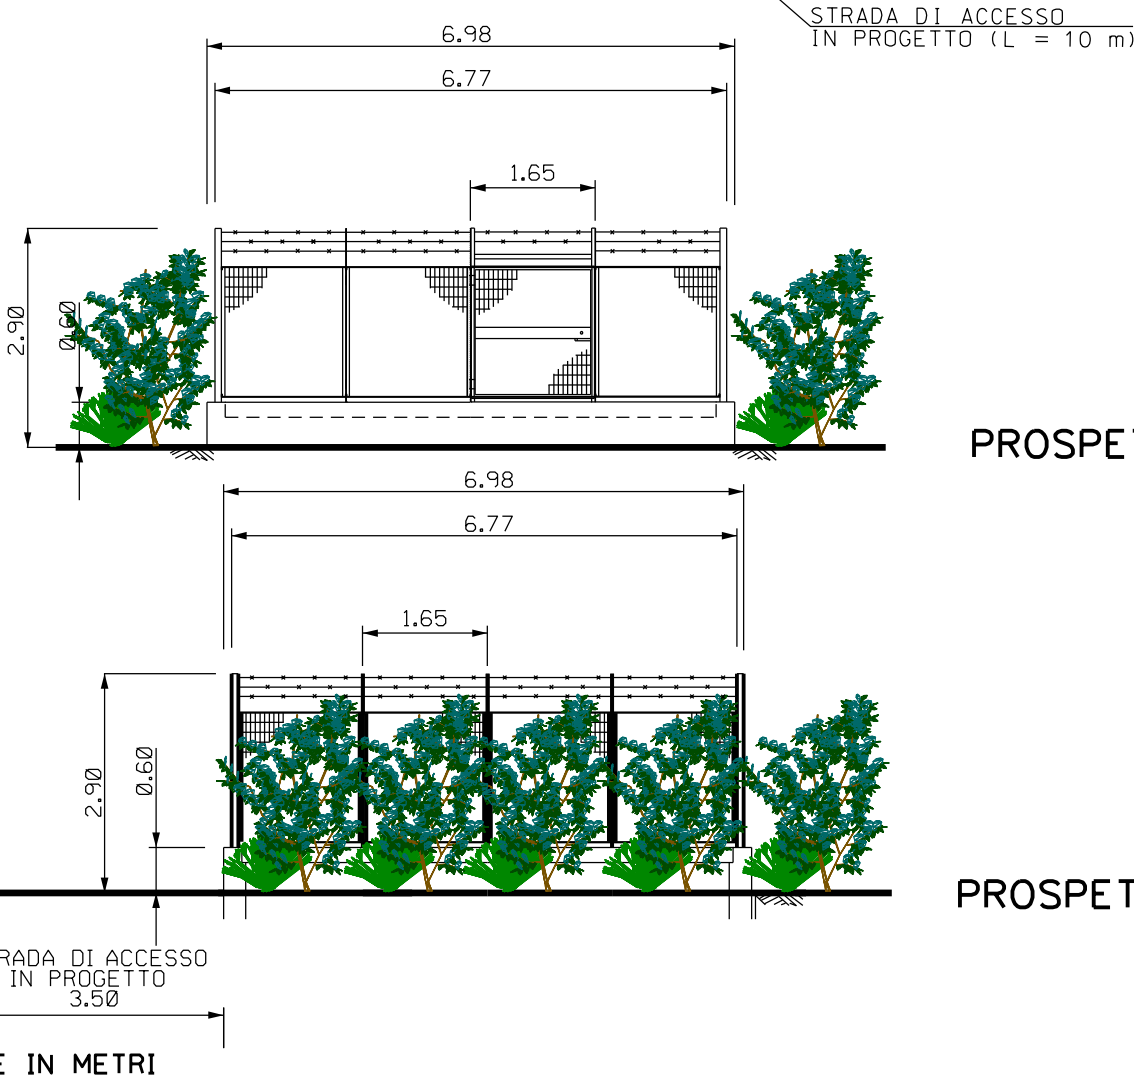 STRADA DI ACCESSO
IN PROGETTO (L = 10 m)
6.98
6.77
1.65
2.90
0.60
PROSPET
6.98
6.77
1.65
2.90
0.60
PROSPET
RADA DI ACCESSO
IN PROGETTO
3.50
E IN METRI